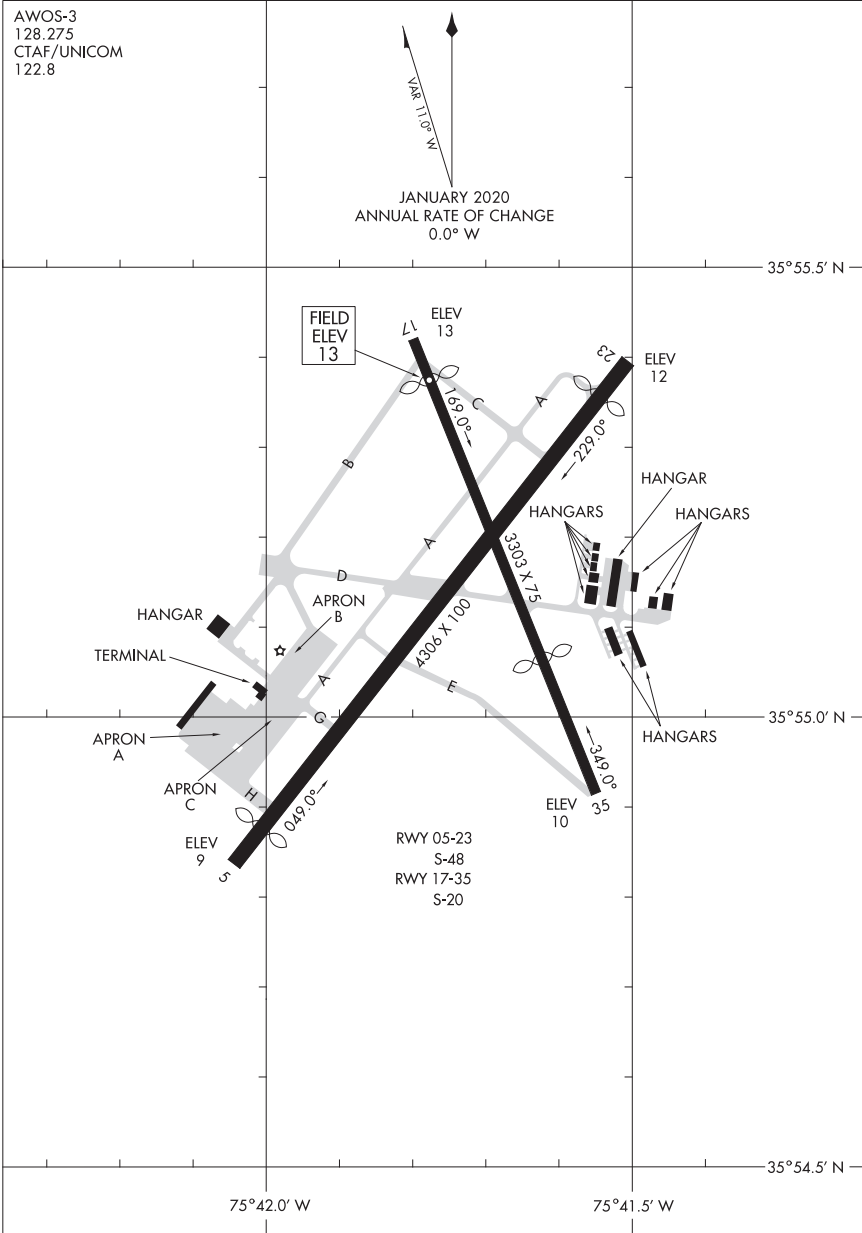 AWOS-3
128.275
CTAF/UNICOM
122.8
VAR 11.0° W
JANUARY 2020
ANNUAL RATE OF CHANGE
0.0° W
35°55.5' N
FIELD
ELEV
13
17
ELEV
13
23
ELEV
12
C
A
169.0°
229.0°
B
HANGAR
HANGARS
HANGARS
A
3303 X 75
D
APRON
B
HANGAR
4306 X 100
TERMINAL
A
E
G
35°55.0' N
HANGARS
APRON
A
APRON
C
H
049.0°
349.0°
ELEV
10
35
ELEV
9
5
RWY 05-23
S-48
RWY 17-35
S-20
35°54.5' N
75°42.0' W
75°41.5' W